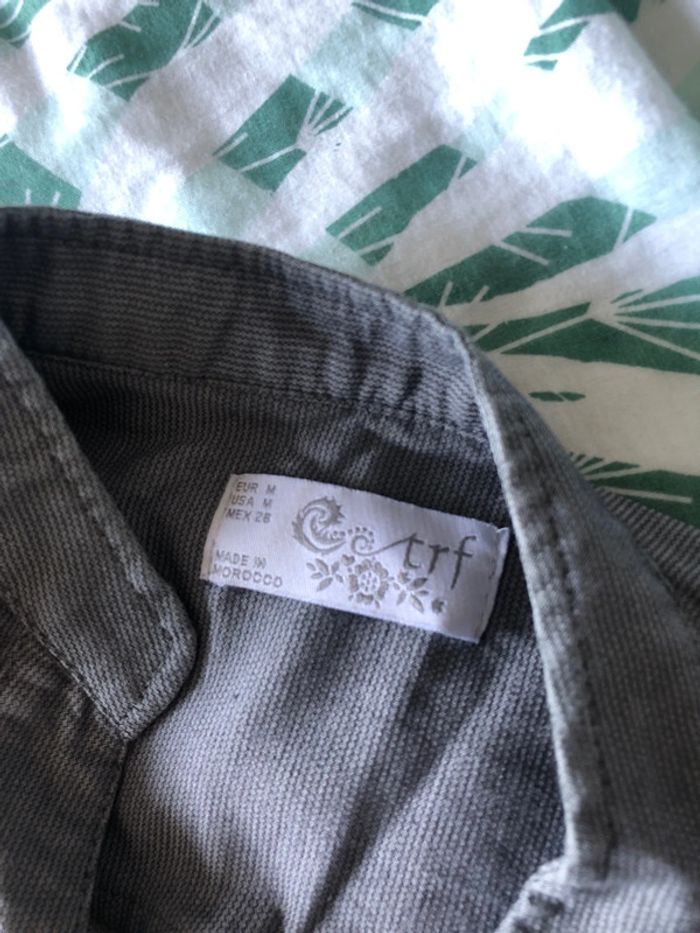 EUR M
USA M
MEX 28
MADE IN
MOROCCO
trf